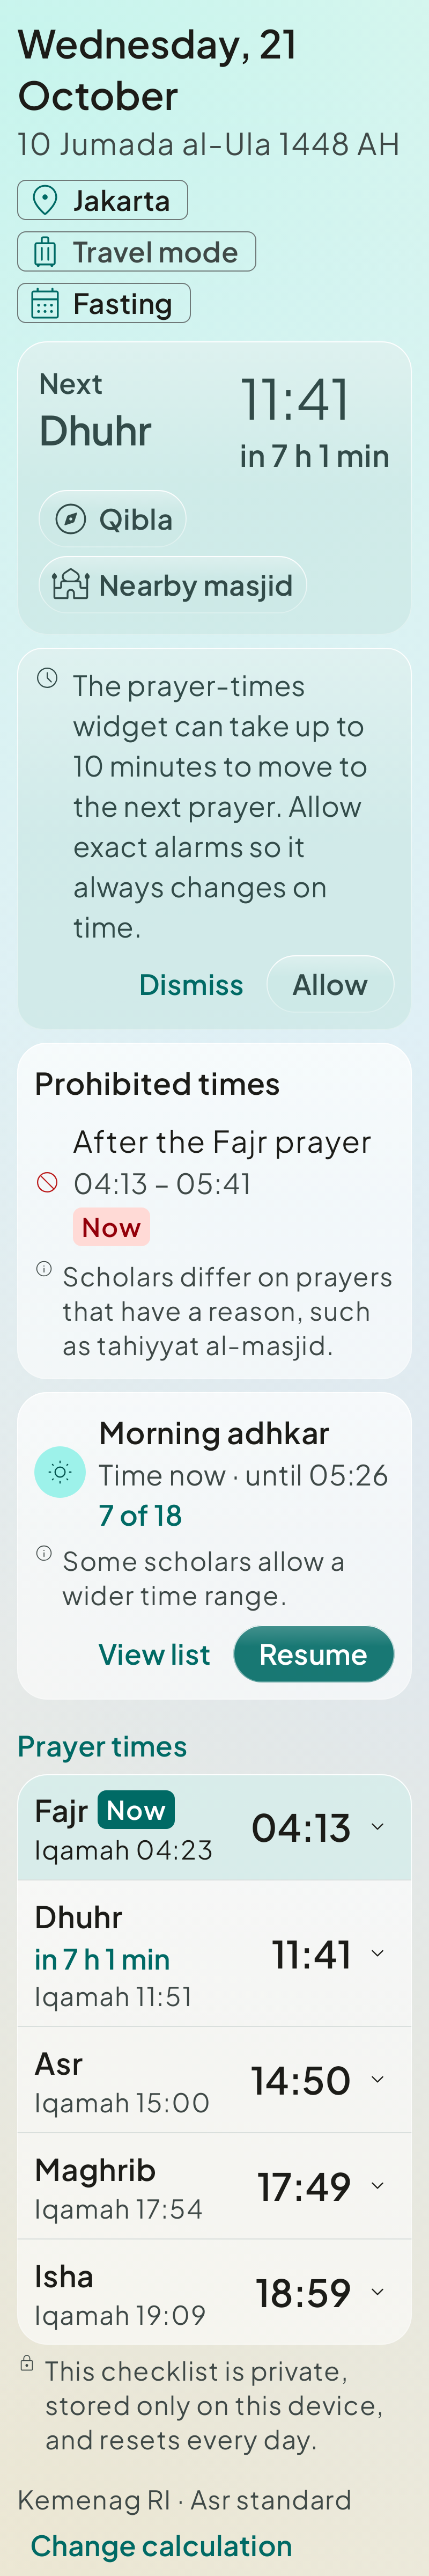 Wednesday, 21
October
10 Jumada al-Ula 1448 AH
Jakarta
Travel mode
Fasting
Next
Dhuhr
11:41
in 7 h 1 min
Qibla
Nearby masjid
The prayer-times
widget can take up to
10 minutes to move to
the next prayer. Allow
exact alarms so it
always changes on
time.
Dismiss
Allow
Prohibited times
After the Fajr prayer
04:13 – 05:41
Now
Scholars differ on prayers
that have a reason, such
as tahiyyat al-masjid.
Morning adhkar
Time now · until 05:26
7 of 18
Some scholars allow a
wider time range.
View list
Resume
Prayer times
Fajr Now
Iqamah 04:23
04:13
Dhuhr
in 7 h 1 min
Iqamah 11:51
11:41
Asr
Iqamah 15:00
14:50
Maghrib
Iqamah 17:54
17:49
Isha
Iqamah 19:09
18:59
This checklist is private,
stored only on this device,
and resets every day.
Kemenag RI · Asr standard
Change calculation